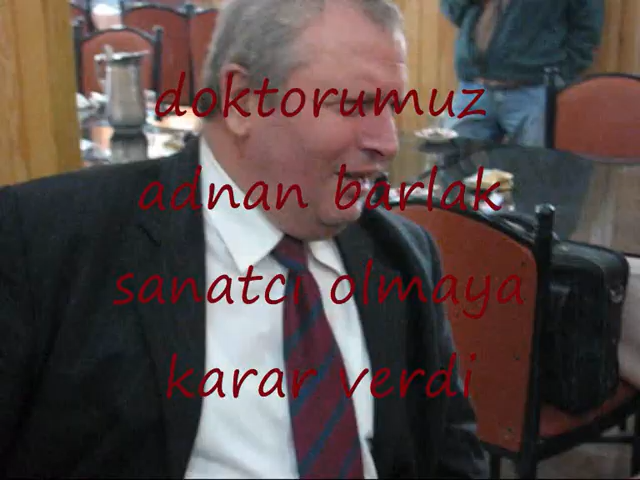 doktorumuz
adnan barlak
sanatcı olmaya
karar verdi